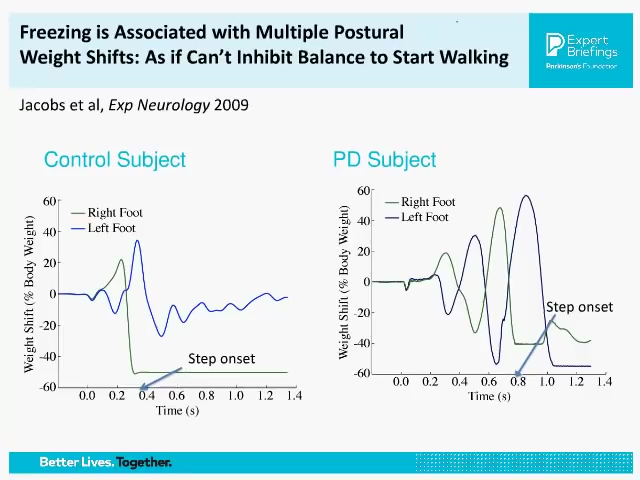 Freezing is Associated with Multiple Postural
Weight Shifts: As if Can't Inhibit Balance to Start Walking
Expert
Briefings
Parkinson's Foundation
Jacobs et al, Exp Neurology 2009
Control Subject
PD Subject
Weight Shift (% Body Weight)
60
40
20
0
-20
-40
-60
Right Foot
Left Foot
Step onset
0.0 0.2 0.4 0.6 0.8 1.0 1.2 1.4
Time (s)
Weight Shift (% Body Weight)
60
40
20
0
-20
-40
-60
Right Foot
Left Foot
Step onset
0.0 0.2 0.4 0.6 0.8 1.0 1.2 1.4
Time (s)
Better Lives. Together.